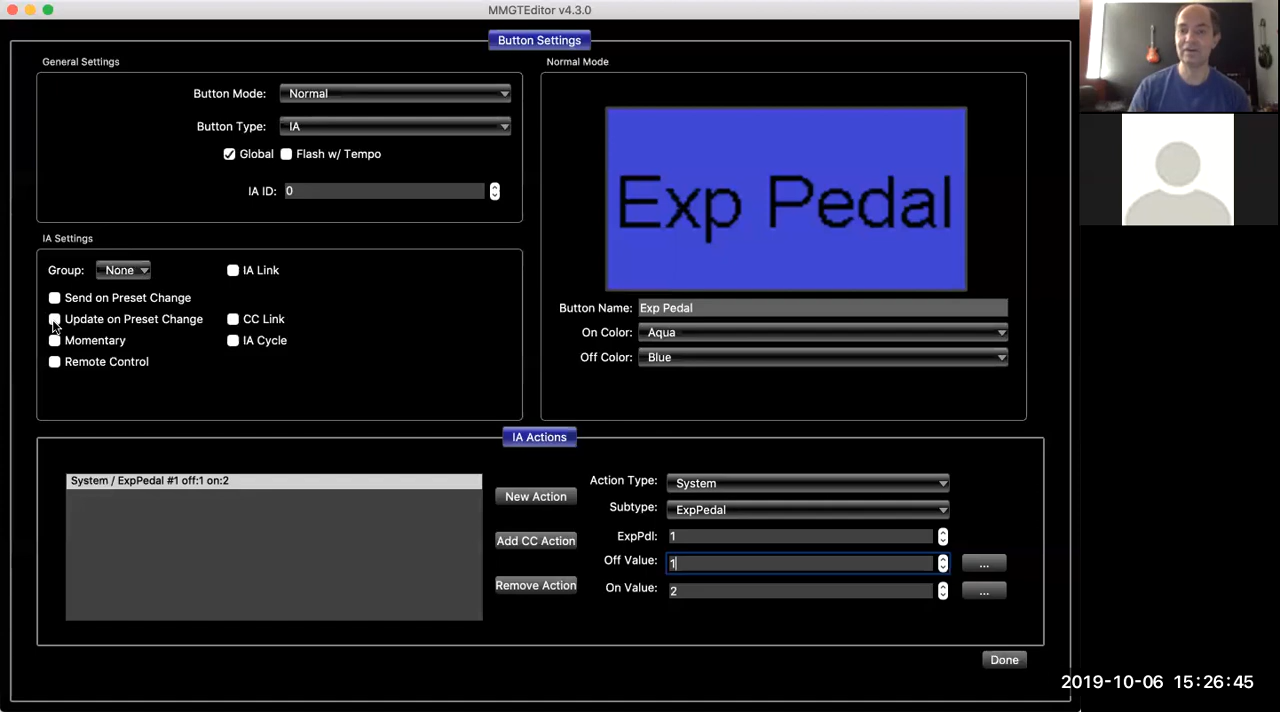 MMGTEditor v4.3.0
Button Settings
General Settings
Button Mode: Normal
Button Type: IA
Global Flash w/ Tempo
IA ID: 0
IA Settings
Group: None IA Link
Send on Preset Change
Update on Preset Change CC Link
Momentary IA Cycle
Remote Control
Normal Mode
Exp Pedal
Button Name: Exp Pedal
On Color: Aqua
Off Color: Blue
IA Actions
System / ExpPedal #1 off:1 on:2
New Action
Add CC Action
Remove Action
Action Type: System
Subtype: ExpPedal
ExpPdl: 1
Off Value: 1 ...
On Value: 2 ...
Done
2019-10-06 15:26:45